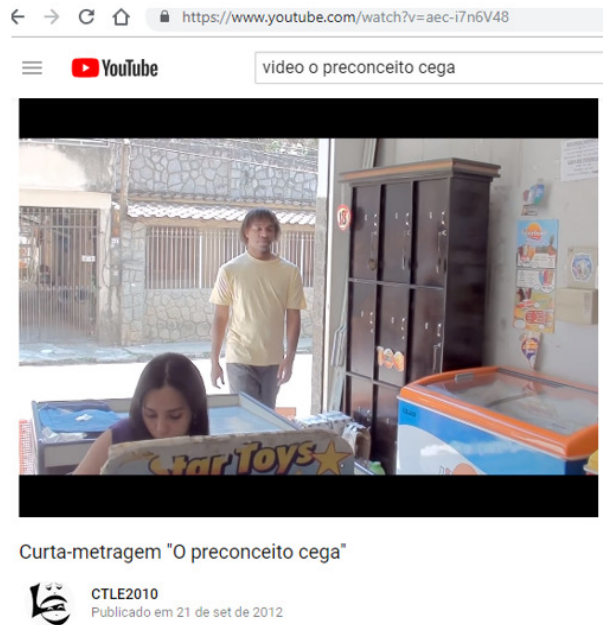 https://www.youtube.com/watch?v=aec-i7n6V48
YouTube
video o preconceito cega
18
Star Toys
Curta-metragem "O preconceito cega"
CTLE2010
Publicado em 21 de set de 2012